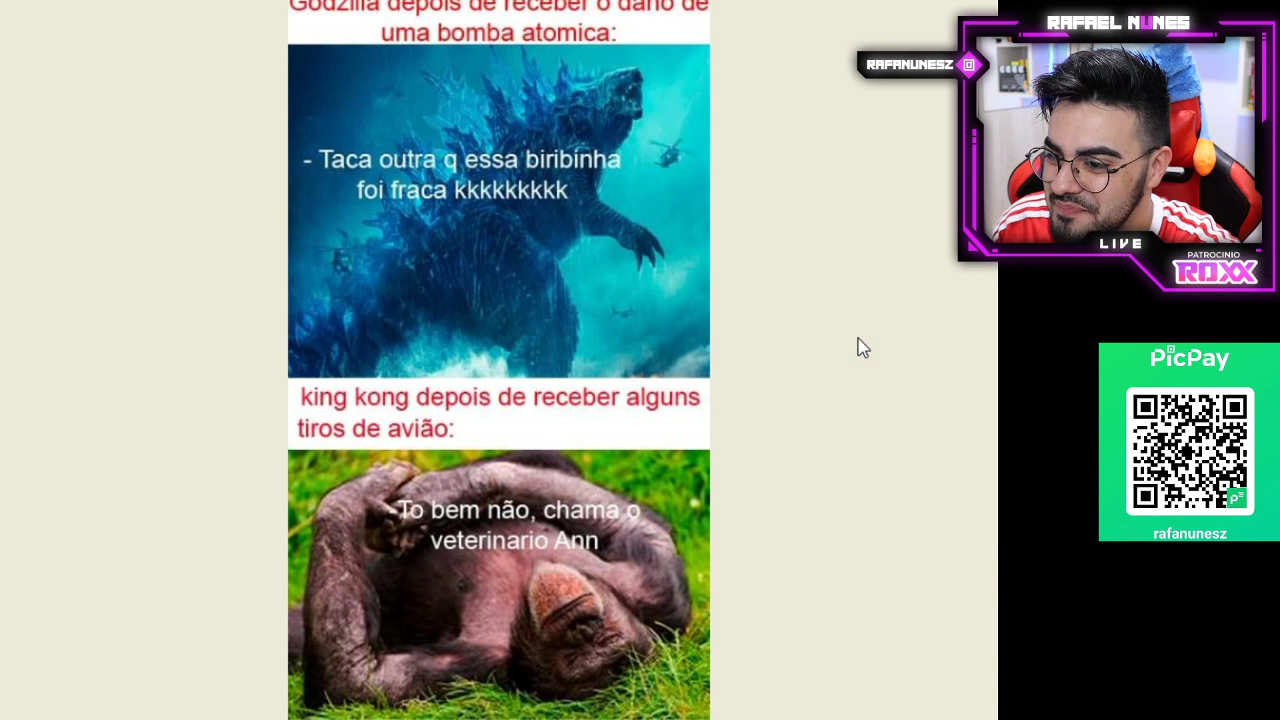 Godzilla depois de receber o dano de
uma bomba atomica:
- Taca outra q essa biribinha
foi fraca kkkkkkkkk
king kong depois de receber alguns
tiros de avião:
-To bem não, chama o
veterinario Ann
RAFAEL NUNES
RAFANUNESZ
LIVE
PATROCINIO
ROXX
PicPay
rafanunesz